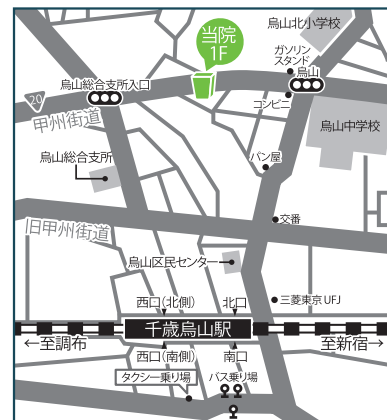 烏山北小学校
当院
1F
ガソリン
スタンド
烏山
烏山総合支所入口
20
コンビニ
甲州街道
烏山中学校
パン屋
烏山総合支所
旧甲州街道
交番
烏山区民センター
西口(北側)
北口
三菱東京UFJ
千歳烏山駅
←至調布
至新宿→
西口(南側)
南口
タクシー乗り場
バス乗り場